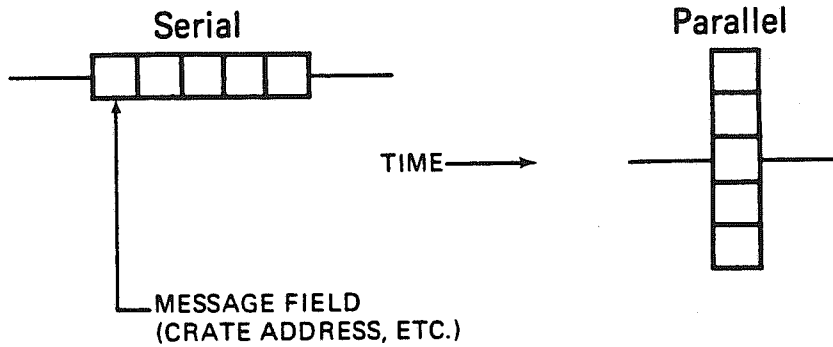 Serial
Parallel
TIME
MESSAGE FIELD
(CRATE ADDRESS, ETC.)